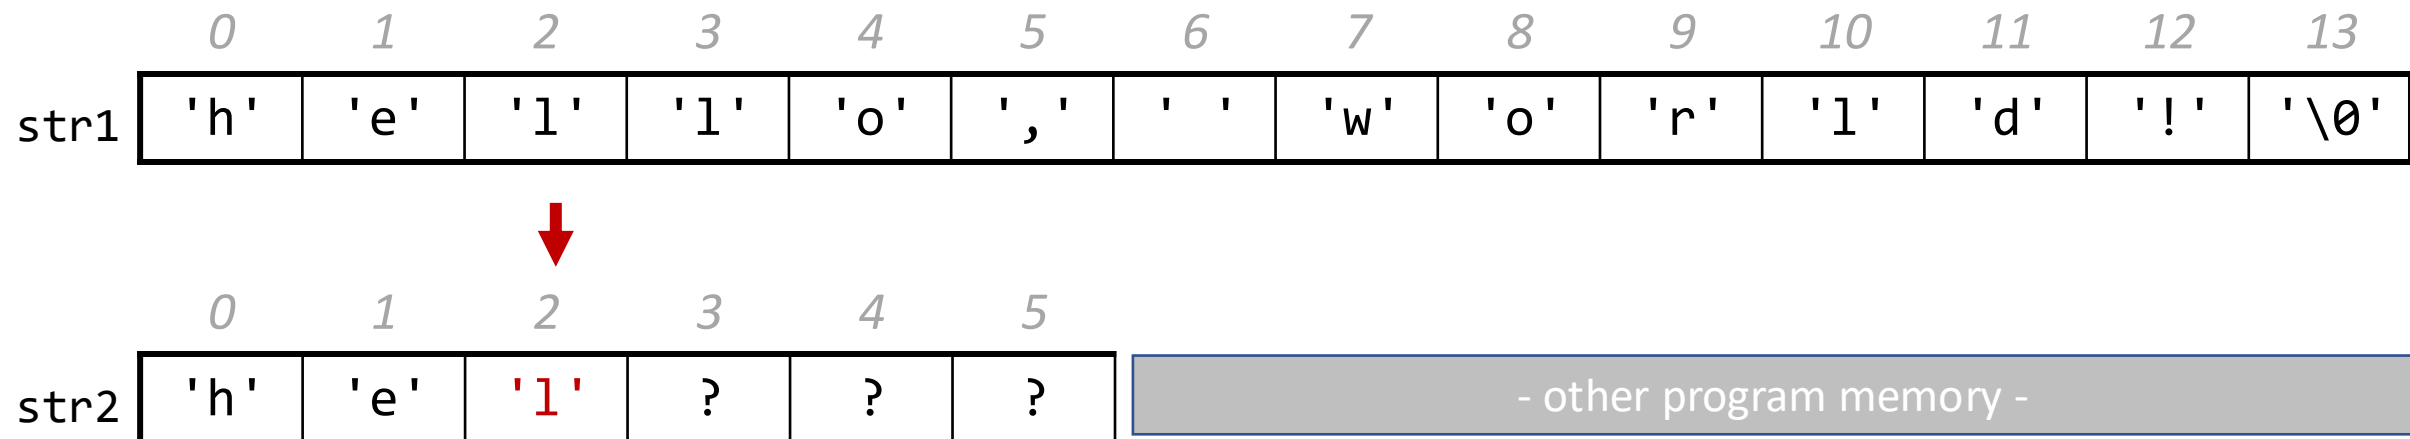 0 1 2 3 4 5 6 7 8 9 10 11 12 13
str1 'h' 'e' 'l' 'l' 'o' ',' ' ' 'w' 'o' 'r' 'l' 'd' '!' '\0'
0 1 2 3 4 5
str2 'h' 'e' 'l' ? ? ? - other program memory -